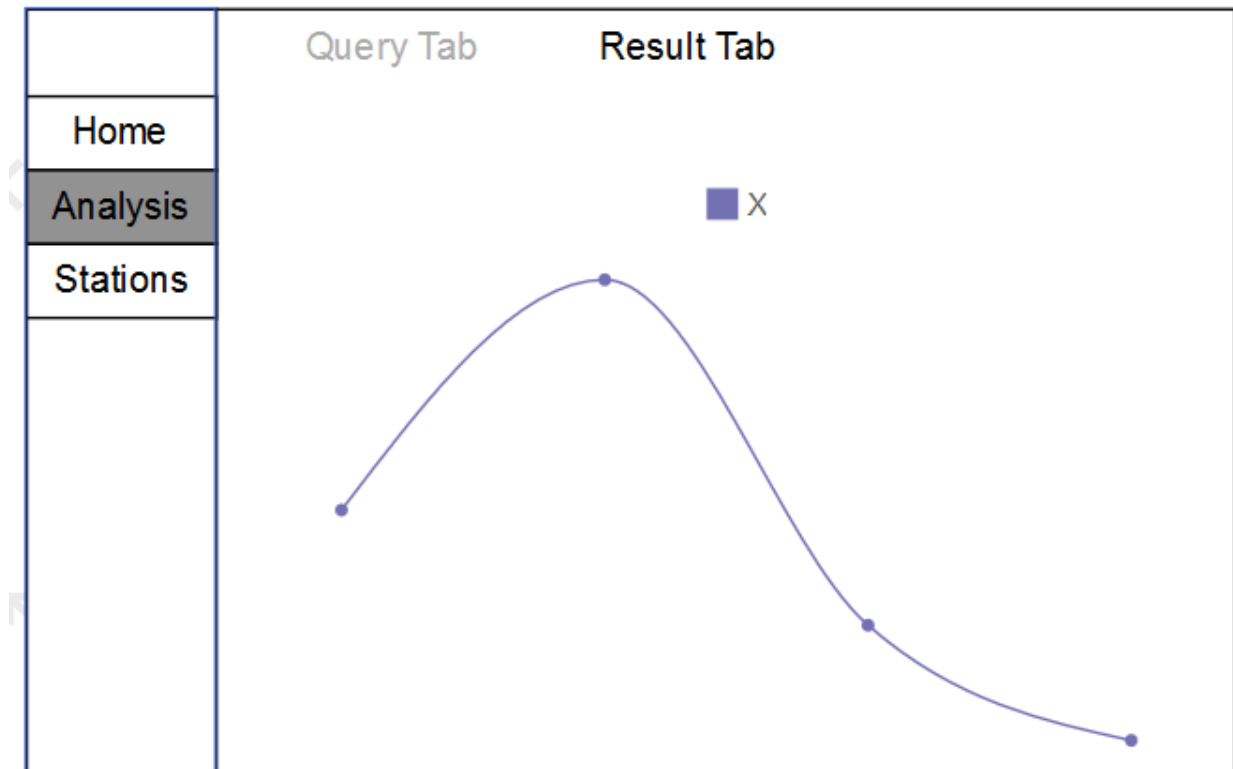 Query Tab
Result Tab
Home
Analysis
Stations
X